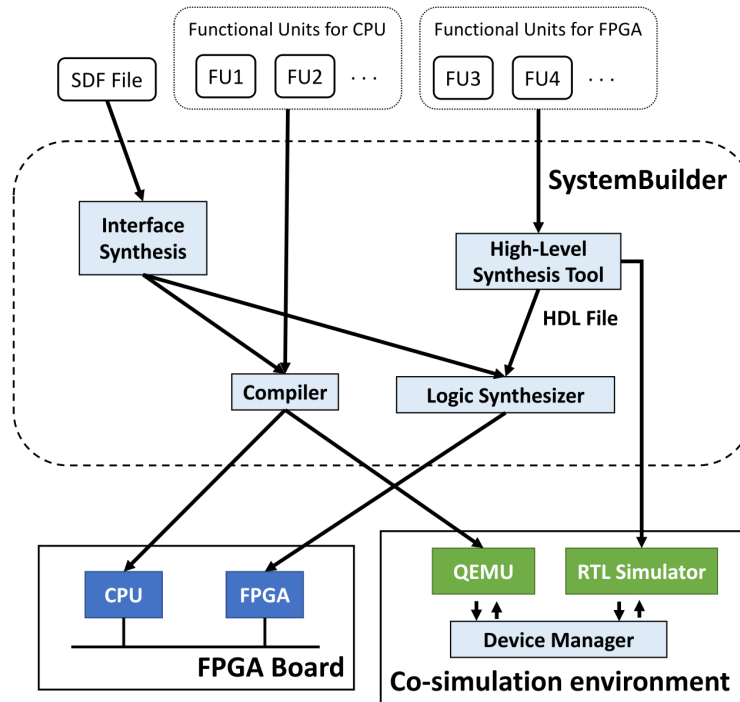 Functional Units for CPU
Functional Units for FPGA
SDF File
FU1
FU2
. . .
FU3
FU4
. . .
SystemBuilder
Interface
Synthesis
High-Level
Synthesis Tool
HDL File
Compiler
Logic Synthesizer
CPU
FPGA
FPGA Board
QEMU
RTL Simulator
Device Manager
Co-simulation environment